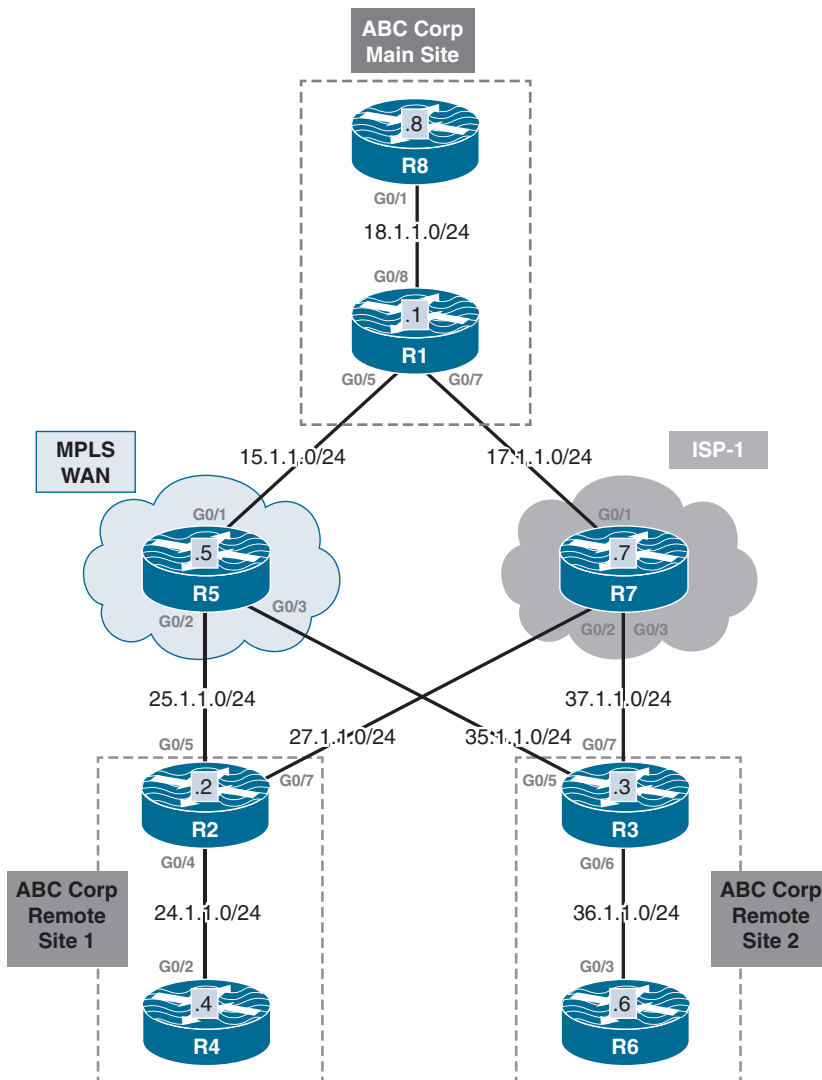 ABC Corp
Main Site
.8
R8
G0/1
18.1.1.0/24
G0/8
.1
R1
G0/5
G0/7
MPLS
WAN
15.1.1.0/24
17.1.1.0/24
ISP-1
G0/1
G0/1
.5
.7
R5
R7
G0/2
G0/3
G0/2
G0/3
25.1.1.0/24
37.1.1.0/24
27.1.1.0/24
35.1.1.0/24
G0/5
G0/7
G0/7
G0/5
.2
.3
R2
R3
G0/4
G0/6
ABC Corp
Remote
Site 1
24.1.1.0/24
36.1.1.0/24
ABC Corp
Remote
Site 2
G0/2
G0/3
.4
.6
R4
R6